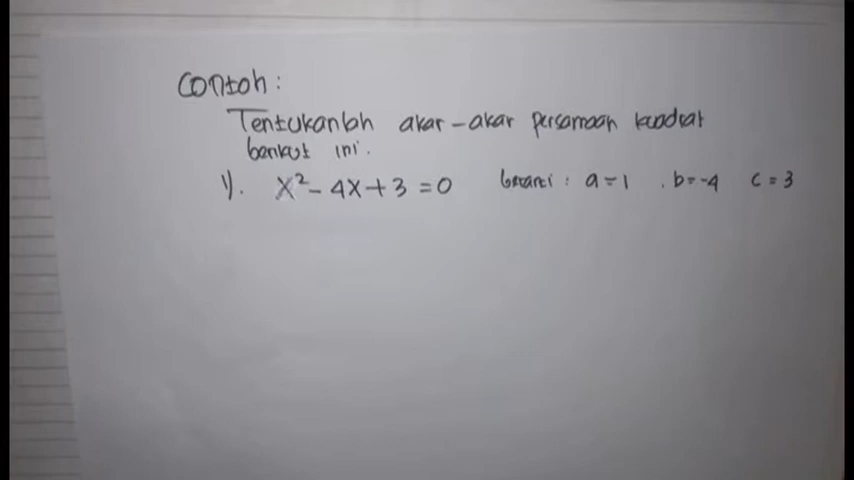 Contoh :
Tentukanlah akar-akar persamaan kuadrat
berikut ini.
1). x² - 4x + 3 = 0 berarti : a = 1 , b = -4 c = 3